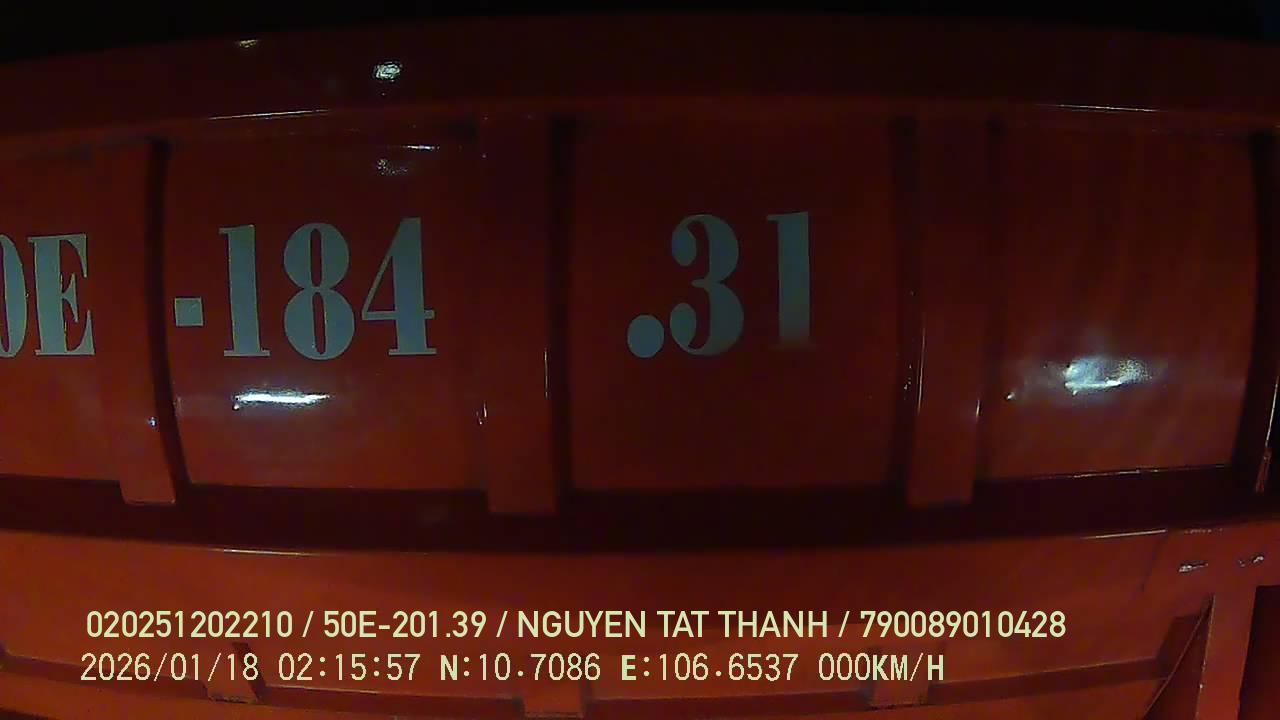 0E -184 .31
020251202210 / 50E-201.39 / NGUYEN TAT THANH / 790089010428
2026/01/18 02:15:57 N:10.7086 E:106.6537 000KM/H